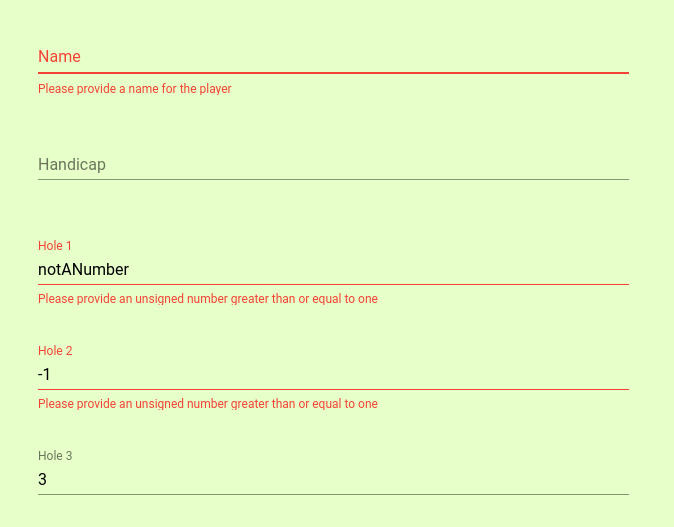 Name
Please provide a name for the player
Handicap
Hole 1
notANumber
Please provide an unsigned number greater than or equal to one
Hole 2
-1
Please provide an unsigned number greater than or equal to one
Hole 3
3